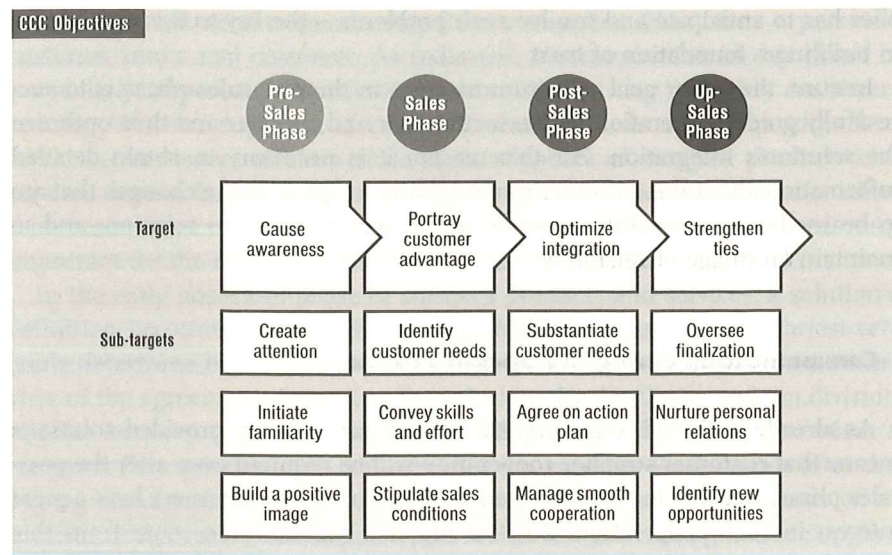 CCC Objectives
Pre-
Sales
Phase
Sales
Phase
Post-
Sales
Phase
Up-
Sales
Phase
Target
Cause
awareness
Portray
customer
advantage
Optimize
integration
Strengthen
ties
Sub-targets
Create
attention
Identify
customer needs
Substantiate
customer needs
Oversee
finalization
Initiate
familiarity
Convey skills
and effort
Agree on action
plan
Nurture personal
relations
Build a positive
image
Stipulate sales
conditions
Manage smooth
cooperation
Identify new
opportunities